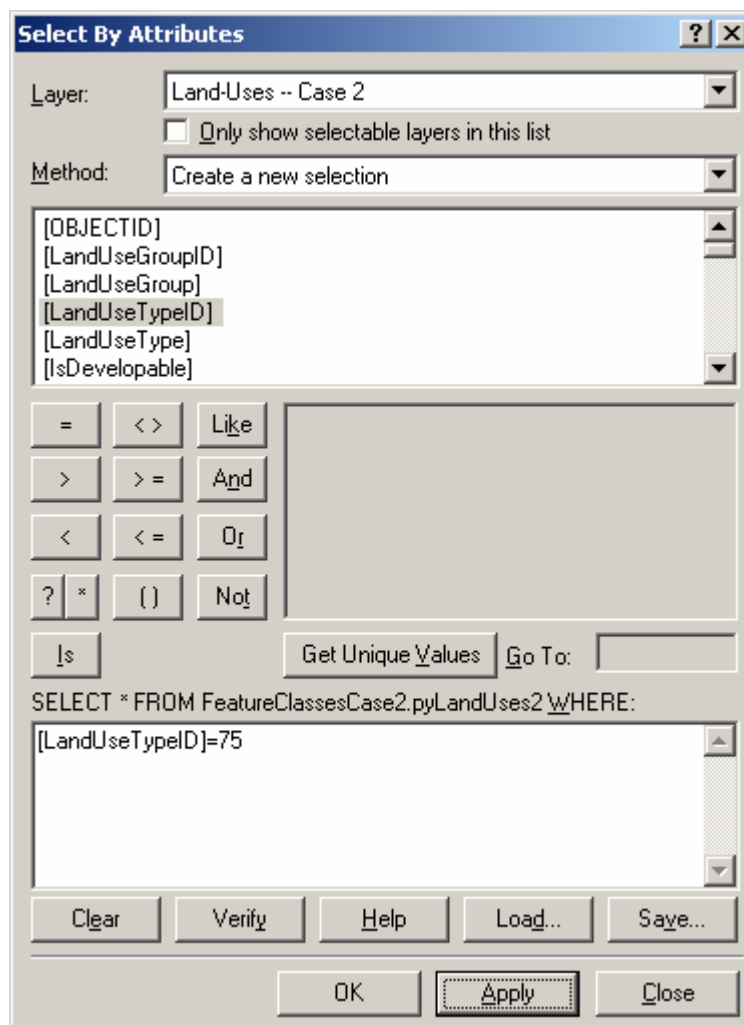 Select By Attributes ? X
Layer: Land-Uses -- Case 2
Only show selectable layers in this list
Method: Create a new selection
[OBJECTID]
[LandUseGroupID]
[LandUseGroup]
[LandUseTypeID]
[LandUseType]
[IsDevelopable]
= < > Like
> > = And
< < = Or
? * ( ) Not
Is Get Unique Values Go To:
SELECT * FROM FeatureClassesCase2.pyLandUses2 WHERE:
[LandUseTypeID]=75
Clear Verify Help Load... Save...
OK Apply Close